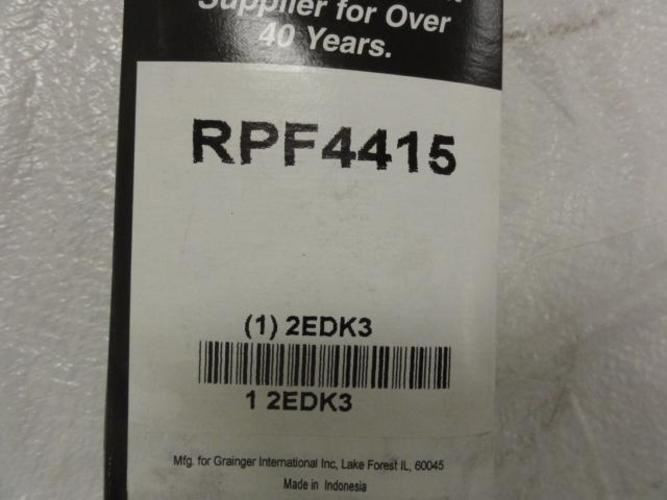 Supplier for Over
40 Years.
RPF4415
(1) 2EDK3
1 2EDK3
Mfg. for Grainger International Inc, Lake Forest IL, 60045
Made in Indonesia